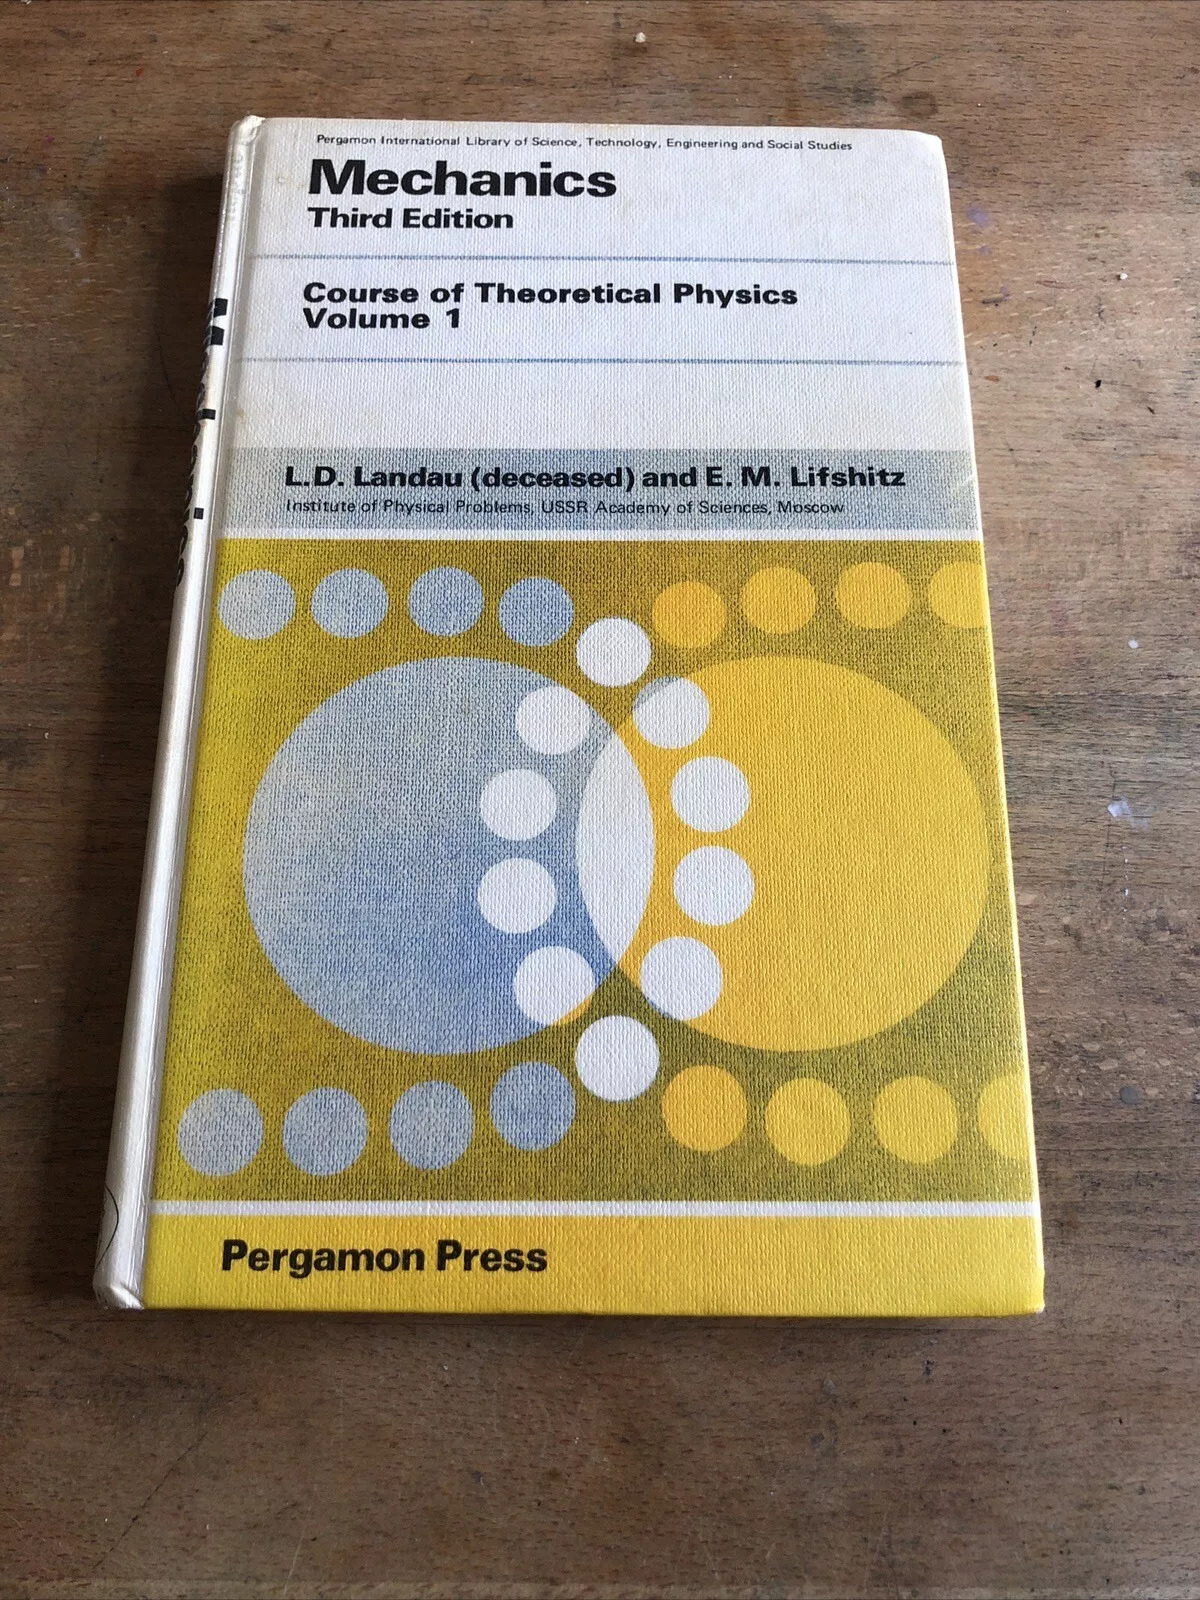 Pergamon International Library of Science, Technology, Engineering and Social Studies
Mechanics
Third Edition
Course of Theoretical Physics
Volume 1
L.D. Landau (deceased) and E. M. Lifshitz
Institute of Physical Problems, USSR Academy of Sciences, Moscow
Pergamon Press